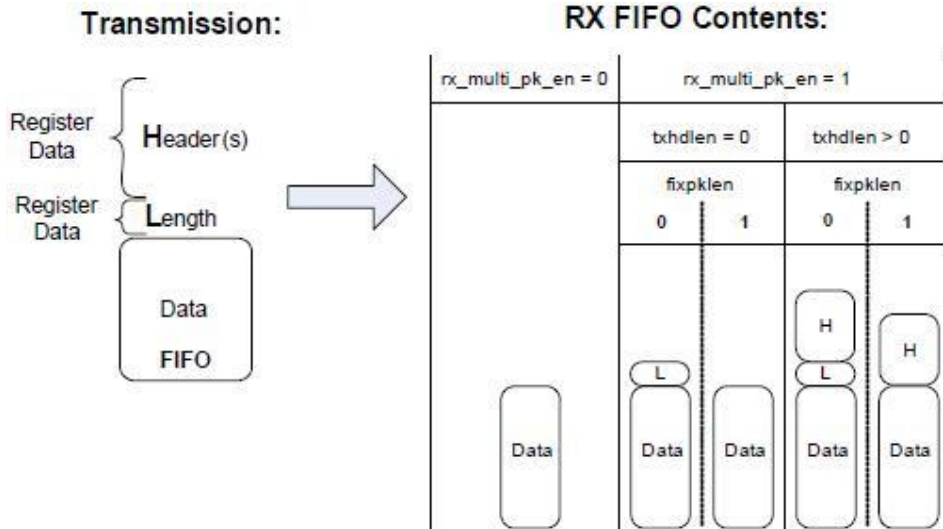 Transmission:
RX FIFO Contents:
rx_multi_pk_en = 0
rx_multi_pk_en = 1
Register
Data
Header(s)
txhdlen = 0
txhdlen > 0
fixpklen
fixpklen
Register
Data
Length
0
1
0
1
Data
FIFO
H
H
L
L
Data
Data
Data
Data
Data